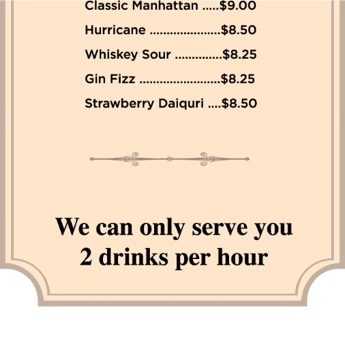 Classic Manhattan .....$9.00
Hurricane ......................$8.50
Whiskey Sour ..............$8.25
Gin Fizz .........................$8.25
Strawberry Daiquri ....$8.50
We can only serve you
2 drinks per hour